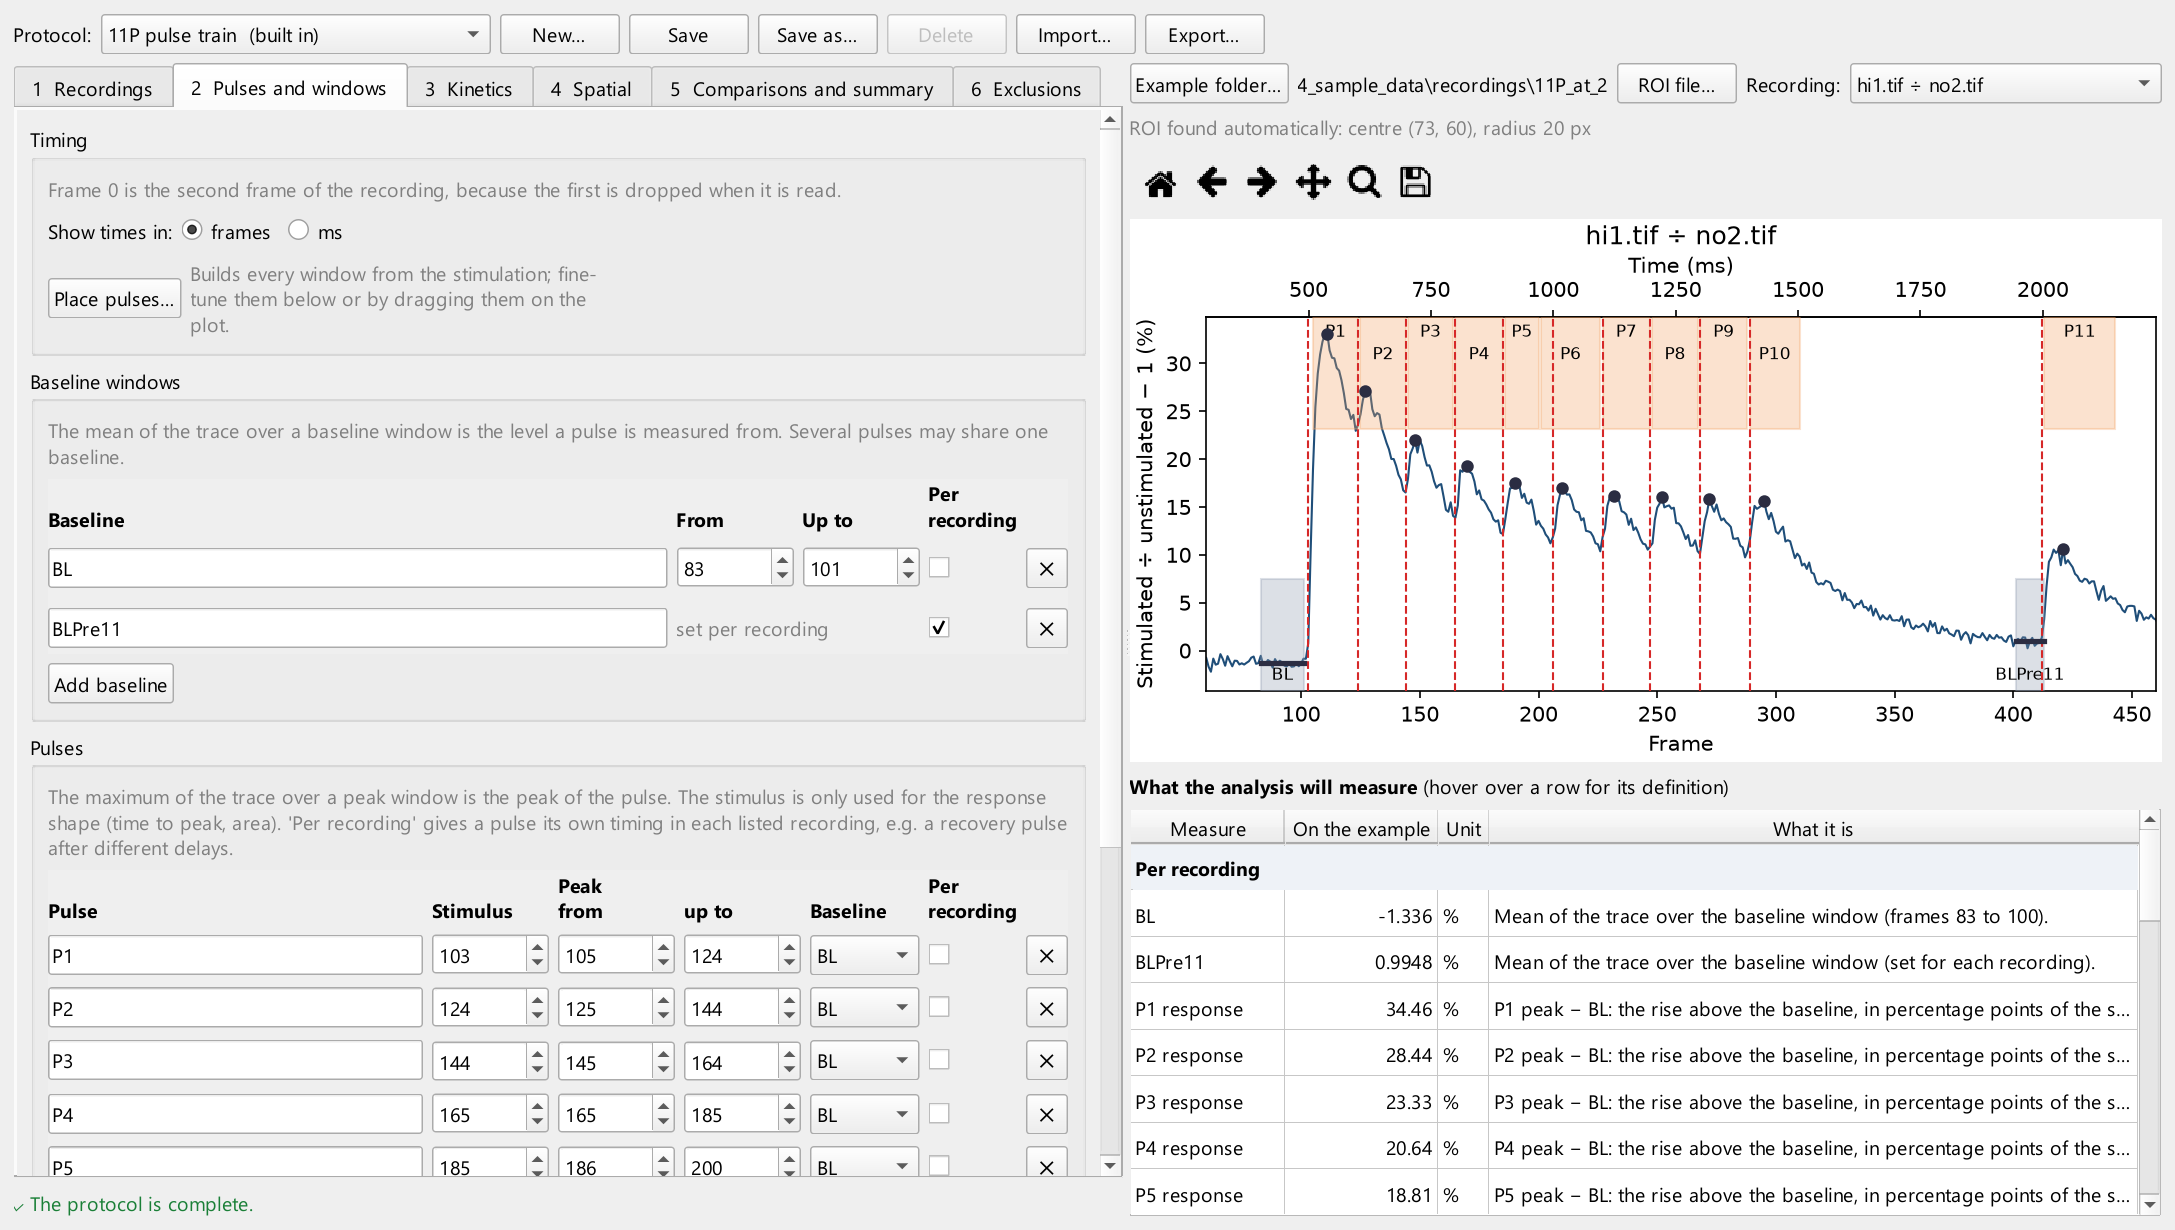 Protocol: 11P pulse train (built in) New... Save Save as... Delete Import... Export...
1 Recordings 2 Pulses and windows 3 Kinetics 4 Spatial 5 Comparisons and summary 6 Exclusions
Timing
Frame 0 is the second frame of the recording, because the first is dropped when it is read.
Show times in: frames ms
Place pulses...
Builds every window from the stimulation; fine-
tune them below or by dragging them on the
plot.
Baseline windows
The mean of the trace over a baseline window is the level a pulse is measured from. Several pulses may share one
baseline.
Baseline From Up to Per recording
BL 83 101
BLPre11 set per recording
Add baseline
Pulses
The maximum of the trace over a peak window is the peak of the pulse. The stimulus is only used for the response
shape (time to peak, area). 'Per recording' gives a pulse its own timing in each listed recording, e.g. a recovery pulse
after different delays.
Pulse Stimulus Peak from up to Baseline Per recording
P1 103 105 124 BL
P2 124 125 144 BL
P3 144 145 164 BL
P4 165 165 185 BL
P5 185 186 200 BL
The protocol is complete.
Example folder... 4_sample_data\recordings\11P_at_2 ROI file... Recording: hi1.tif ÷ no2.tif
ROI found automatically: centre (73, 60), radius 20 px
hi1.tif ÷ no2.tif
Time (ms)
500 750 1000 1250 1500 1750 2000
Stimulated ÷ unstimulated − 1 (%)
30
25
20
15
10
5
0
P1 P3 P5 P7 P9 P11
P2 P4 P6 P8 P10
BL BLPre11
100 150 200 250 300 350 400 450
Frame
What the analysis will measure (hover over a row for its definition)
Measure On the example Unit What it is
Per recording
BL -1.336 % Mean of the trace over the baseline window (frames 83 to 100).
BLPre11 0.9948 % Mean of the trace over the baseline window (set for each recording).
P1 response 34.46 % P1 peak − BL: the rise above the baseline, in percentage points of the s...
P2 response 28.44 % P2 peak − BL: the rise above the baseline, in percentage points of the s...
P3 response 23.33 % P3 peak − BL: the rise above the baseline, in percentage points of the s...
P4 response 20.64 % P4 peak − BL: the rise above the baseline, in percentage points of the s...
P5 response 18.81 % P5 peak − BL: the rise above the baseline, in percentage points of the s...